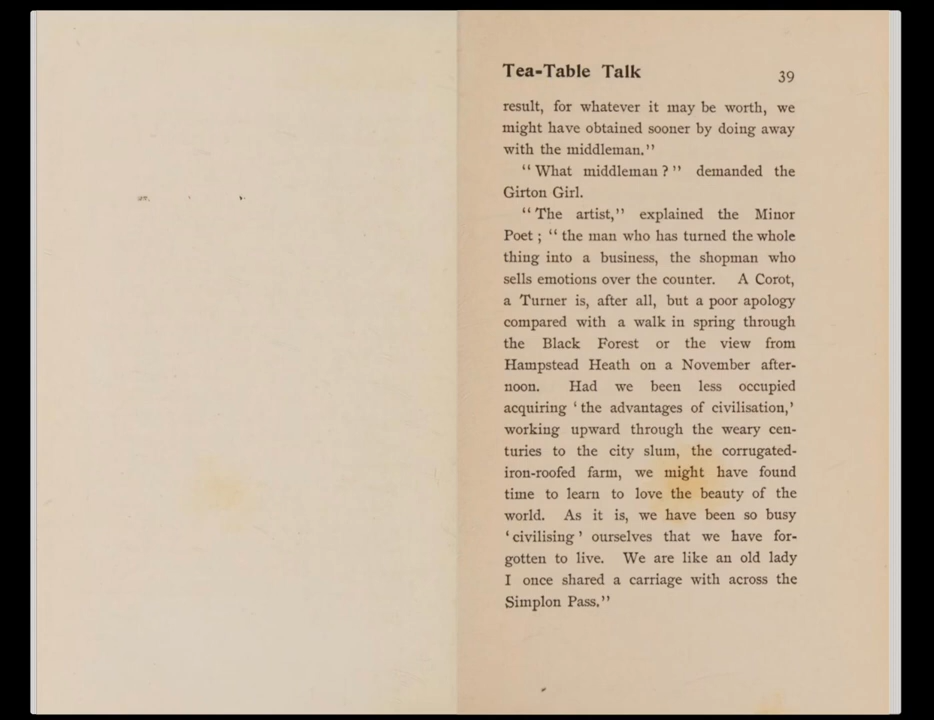 Tea-Table Talk 39
result, for whatever it may be worth, we
might have obtained sooner by doing away
with the middleman.”
“What middleman?” demanded the
Girton Girl.
“The artist,” explained the Minor
Poet; “the man who has turned the whole
thing into a business, the shopman who
sells emotions over the counter. A Corot,
a Turner is, after all, but a poor apology
compared with a walk in spring through
the Black Forest or the view from
Hampstead Heath on a November after-
noon. Had we been less occupied
acquiring ‘the advantages of civilisation,’
working upward through the weary cen-
turies to the city slum, the corrugated-
iron-roofed farm, we might have found
time to learn to love the beauty of the
world. As it is, we have been so busy
‘civilising’ ourselves that we have for-
gotten to live. We are like an old lady
I once shared a carriage with across the
Simplon Pass.”